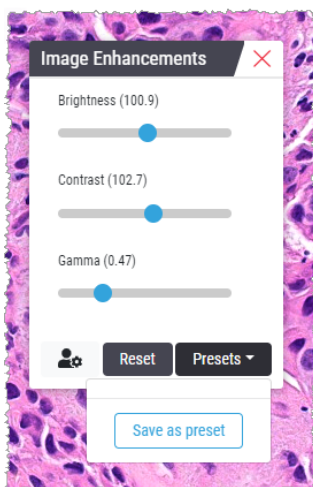 Image Enhancements
Brightness (100.9)
Contrast (102.7)
Gamma (0.47)
Reset Presets
Save as preset